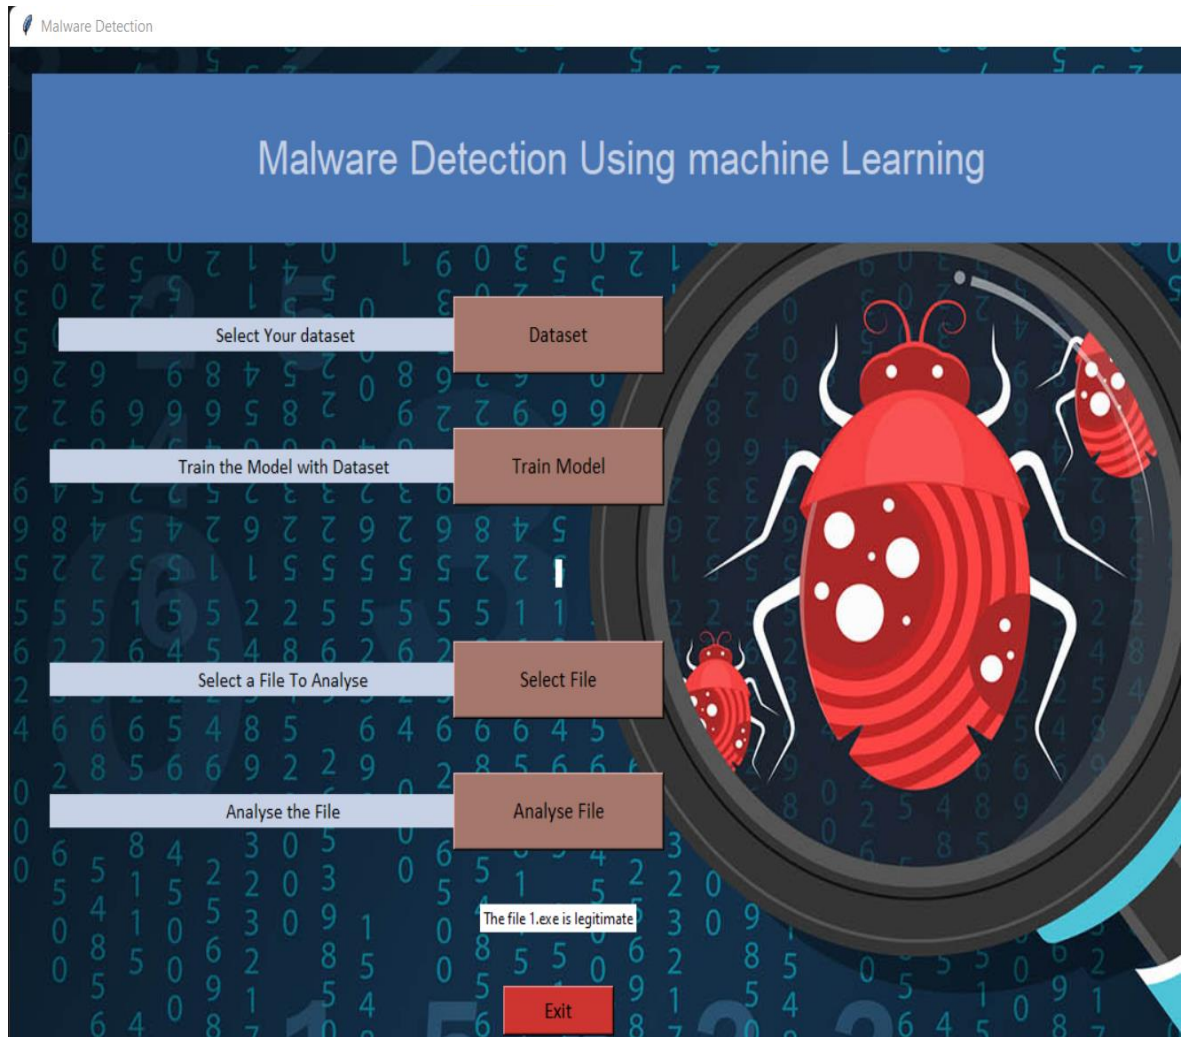 Malware Detection
Malware Detection Using machine Learning
Select Your dataset
Dataset
Train the Model with Dataset
Train Model
Select a File To Analyse
Select File
Analyse the File
Analyse File
The file 1.exe is legitimate
Exit